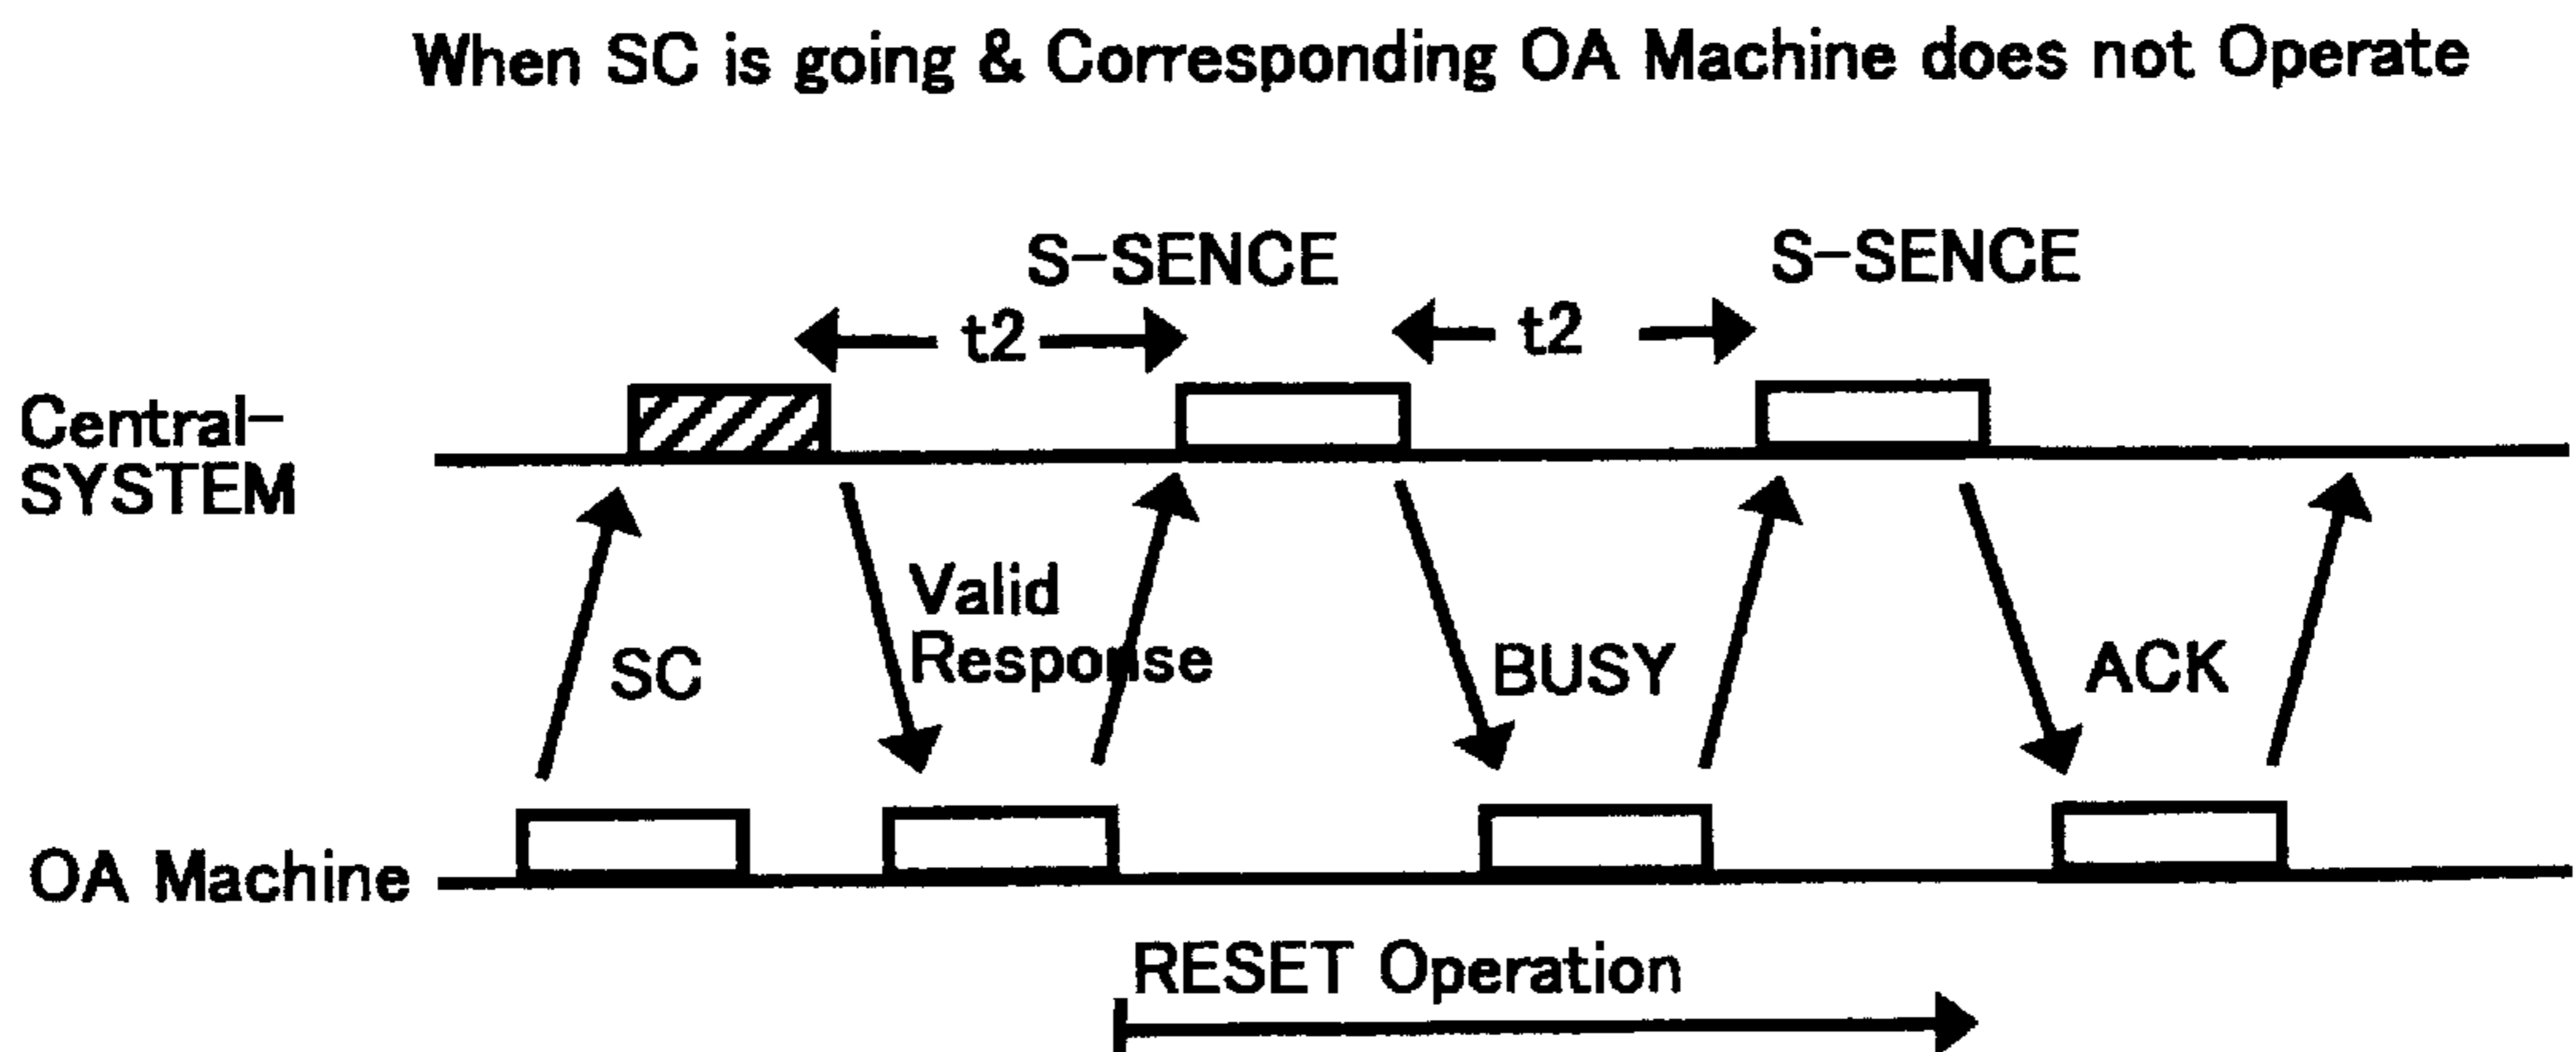 When SC is going & Corresponding OA Machine does not Operate
S-SENCE
S-SENCE
t2
t2
Central-
SYSTEM
Valid
Response
SC
BUSY
ACK
OA Machine
RESET Operation